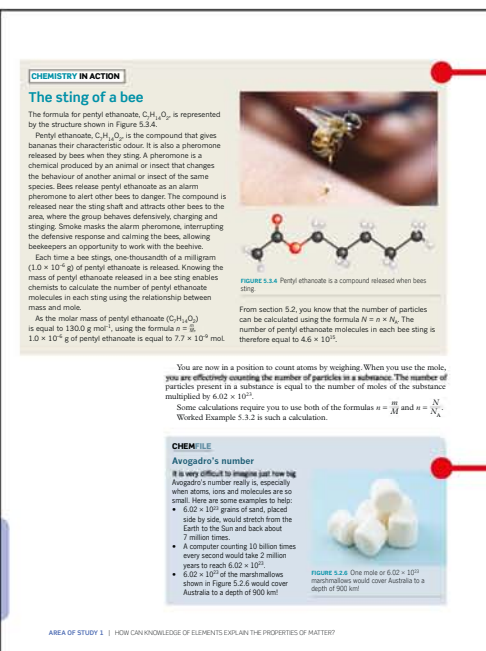 CHEMISTRY IN ACTION
The sting of a bee
The formula for pentyl ethanoate, C₇H₁₄O₂, is represented
by the structure shown in Figure 5.3.4.
Pentyl ethanoate, C₇H₁₄O₂, is the compound that gives
bananas their characteristic odour. It is also a pheromone
released by bees when they sting. A pheromone is a
chemical produced by an animal or insect that changes
the behaviour of another animal or insect of the same
species. Bees release pentyl ethanoate as an alarm
pheromone to alert other bees to danger. The compound is
released near the sting shaft and attracts other bees to the
area, where the group behaves defensively, charging and
stinging. Smoke masks the alarm pheromone, interrupting
the defensive response and calming the bees, allowing
beekeepers an opportunity to work with the beehive.
Each time a bee stings, one-thousandth of a milligram
(1.0 × 10⁻⁶ g) of pentyl ethanoate is released. Knowing the
mass of pentyl ethanoate released in a bee sting enables
chemists to calculate the number of pentyl ethanoate
molecules in each sting using the relationship between
mass and mole.
As the molar mass of pentyl ethanoate (C₇H₁₄O₂)
is equal to 130.0 g mol⁻¹, using the formula n = m/M,
1.0 × 10⁻⁶ g of pentyl ethanoate is equal to 7.7 × 10⁻⁹ mol.
FIGURE 5.3.4 Pentyl ethanoate is a compound released when bees
sting.
From section 5.2, you know that the number of particles
can be calculated using the formula N = n × Nₐ. The
number of pentyl ethanoate molecules in each bee sting is
therefore equal to 4.6 × 10¹⁵.
You are now in a position to count atoms by weighing. When you use the mole,
you are effectively counting the number of particles in a substance. The number of
particles present in a substance is equal to the number of moles of the substance
multiplied by 6.02 × 10²³.
Some calculations require you to use both of the formulas n = m/M and n = N/Nₐ.
Worked Example 5.3.2 is such a calculation.
CHEMFILE
Avogadro's number
It is very difficult to imagine just how big
Avogadro's number really is, especially
when atoms, ions and molecules are so
small. Here are some examples to help:
• 6.02 × 10²³ grains of sand, placed
side by side, would stretch from the
Earth to the Sun and back about
7 million times.
• A computer counting 10 billion times
every second would take 2 million
years to reach 6.02 × 10²³.
• 6.02 × 10²³ of the marshmallows
shown in Figure 5.2.6 would cover
Australia to a depth of 900 km!
FIGURE 5.2.6 One mole or 6.02 × 10²³
marshmallows would cover Australia to a
depth of 900 km!
AREA OF STUDY 1 | HOW CAN KNOWLEDGE OF ELEMENTS EXPLAIN THE PROPERTIES OF MATTER?